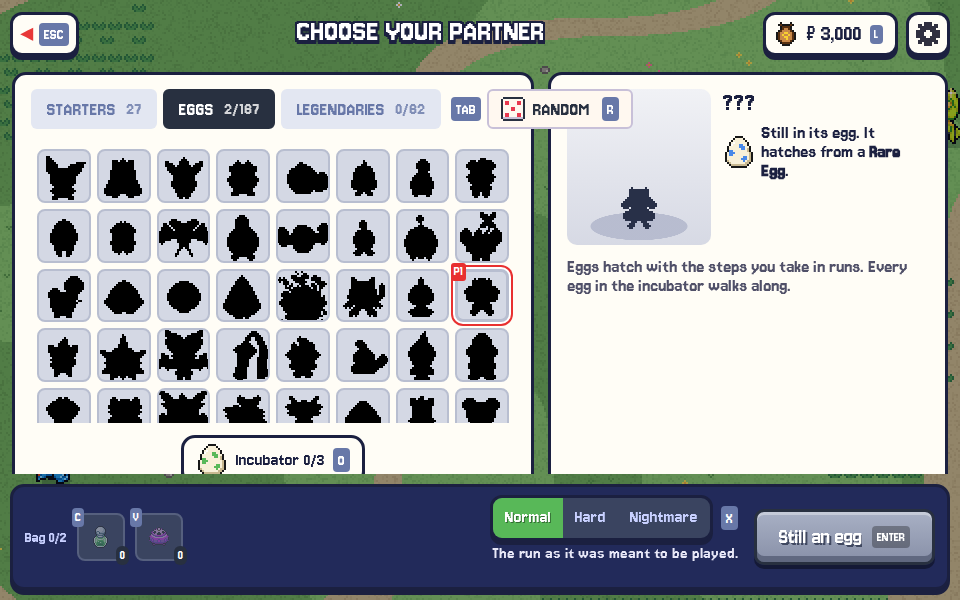 ESC
CHOOSE YOUR PARTNER
₽ 3,000 L
STARTERS 27
EGGS 2/187
LEGENDARIES 0/62
TAB
RANDOM R
???
Still in its egg. It
hatches from a Rare
Egg.
Eggs hatch with the steps you take in runs. Every
egg in the incubator walks along.
P1
Incubator 0/3 O
Bag 0/2
C
0
V
0
Normal Hard Nightmare X
The run as it was meant to be played.
Still an egg ENTER